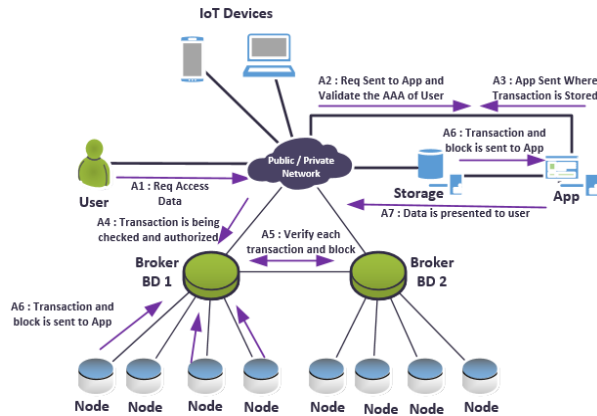 IoT Devices
A2 : Req Sent to App and
Validate the AAA of User
A3 : App Sent Where
Transaction is Stored
A6 : Transaction and
block is sent to App
Public / Private
Network
A1 : Req Access
Data
User
Storage
App
A7 : Data is presented to user
A4 : Transaction is being
checked and authorized
A5 : Verify each
transaction and block
Broker
BD 1
Broker
BD 2
A6 : Transaction and
block is sent to App
Node
Node
Node
Node
Node
Node
Node
Node